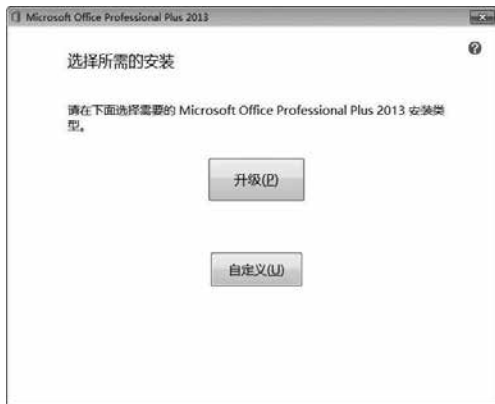 Microsoft Office Professional Plus 2013
选择所需的安装
请在下面选择需要的 Microsoft Office Professional Plus 2013 安装类
型。
升级(P)
自定义(U)